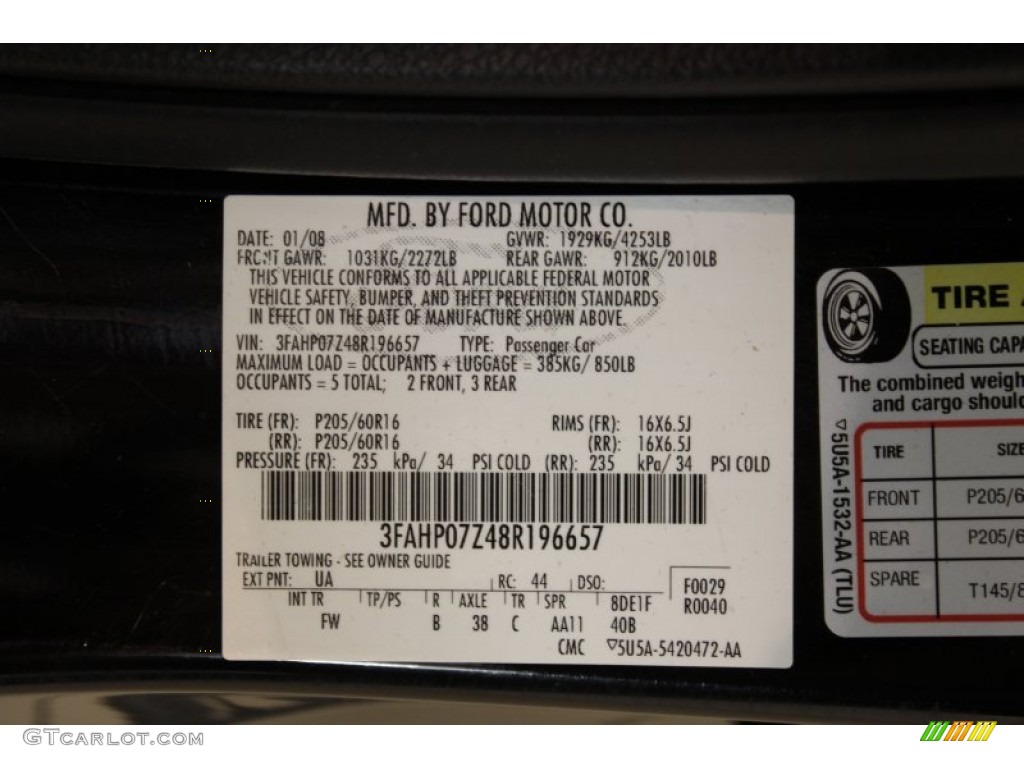 MFD. BY FORD MOTOR CO.
DATE: 01/08 GVWR: 1929KG/4253LB
FRONT GAWR: 1031KG/2272LB REAR GAWR: 912KG/2010LB
THIS VEHICLE CONFORMS TO ALL APPLICABLE FEDERAL MOTOR
VEHICLE SAFETY, BUMPER, AND THEFT PREVENTION STANDARDS
IN EFFECT ON THE DATE OF MANUFACTURE SHOWN ABOVE.
VIN: 3FAHP07Z48R196657 TYPE: Passenger Car
MAXIMUM LOAD = OCCUPANTS + LUGGAGE = 385KG/ 850LB
OCCUPANTS = 5 TOTAL; 2 FRONT, 3 REAR
TIRE (FR): P205/60R16 RIMS (FR): 16X6.5J
(RR): P205/60R16 (RR): 16X6.5J
PRESSURE (FR): 235 kPa/ 34 PSI COLD (RR): 235 kPa/ 34 PSI COLD
3FAHP07Z48R196657
TRAILER TOWING - SEE OWNER GUIDE
EXT PNT: UA RC: 44 DSO: F0029
INT TR TP/PS R AXLE TR SPR 8DE1F R0040
FW B 38 C AA11 40B
CMC ▽5U5A-5420472-AA
TIRE
SEATING CAPA
The combined weigh
and cargo shoul
TIRE SIZE
FRONT P205/6
REAR P205/6
SPARE T145/8
▽5U5A-1532-AA (TLU)
GTcarlot.com